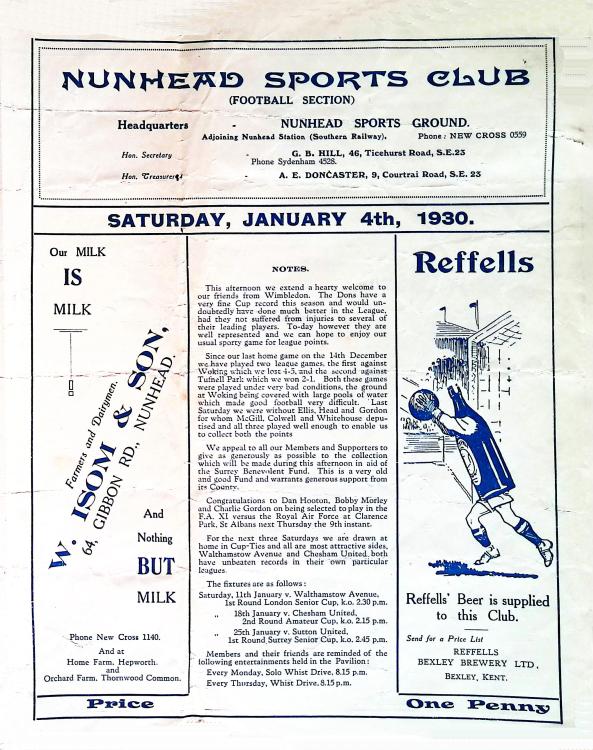 NUNHEAD SPORTS CLUB
(FOOTBALL SECTION)
Headquarters - NUNHEAD SPORTS GROUND.
Adjoining Nunhead Station (Southern Railway). Phone: NEW CROSS 0559
Hon. Secretary - G. B. HILL, 46, Ticehurst Road, S.E.23
Phone Sydenham 4528.
Hon. Treasurer - A. E. DONCASTER, 9, Courtrai Road, S.E. 23
SATURDAY, JANUARY 4th, 1930.
Our MILK
IS
MILK
Farmers and Dairymen.
W. ISOM & SON,
64, GIBBON RD., NUNHEAD
And
Nothing
BUT
MILK
Phone New Cross 1140.
And at
Home Farm, Hepworth.
and
Orchard Farm, Thornwood Common.
NOTES.
This afternoon we extend a hearty welcome to
our friends from Wimbledon. The Dons have a
very fine Cup record this season and would un-
doubtedly have done much better in the League,
had they not suffered from injuries to several of
their leading players. To-day however they are
well represented and we can hope to enjoy our
usual sporty game for league points.
Since our last home game on the 14th December
we have played two league games, the first against
Woking which we lost 4-3, and the second against
Tufnell Park which we won 2-1. Both these games
were played under very bad conditions, the ground
at Woking being covered with large pools of water
which made good football very difficult. Last
Saturday we were without Ellis, Head and Gordon
for whom McGill, Colwell and Whitehouse depu-
tised and all three played well enough to enable us
to collect both the points
We appeal to all our Members and Supporters to
give as generously as possible to the collection
which will be made during this afternoon in aid of
the Surrey Benevolent Fund. This is a very old
and good Fund and warrants generous support from
its County.
Congratulations to Dan Hooton, Bobby Morley
and Charlie Gordon on being selected to play in the
F.A. XI versus the Royal Air Force at Clarence
Park, St Albans next Thursday the 9th instant.
For the next three Saturdays we are drawn at
home in Cup-Ties and all are most attractive sides,
Walthamstow Avenue and Chesham United, both
have unbeaten records in their own particular
leagues
The fixtures are as follows:
Saturday, 11th January v. Walthamstow Avenue,
1st Round London Senior Cup, k.o. 2.30 p.m.
„ 18th January v. Chesham United,
2nd Round Amateur Cup, k.o. 2.15 p.m.
„ 25th January v. Sutton United,
1st Round Surrey Senior Cup, k.o. 2.45 p.m.
Members and their friends are reminded of the
following entertainments held in the Pavilion:
Every Monday, Solo Whist Drive, 8.15 p.m.
Every Thursday, Whist Drive, 8.15 p.m.
Reffells
Reffells' Beer is supplied
to this Club.
Send for a Price List
REFFELLS
BEXLEY BREWERY LTD,
BEXLEY, KENT.
Price One Penny